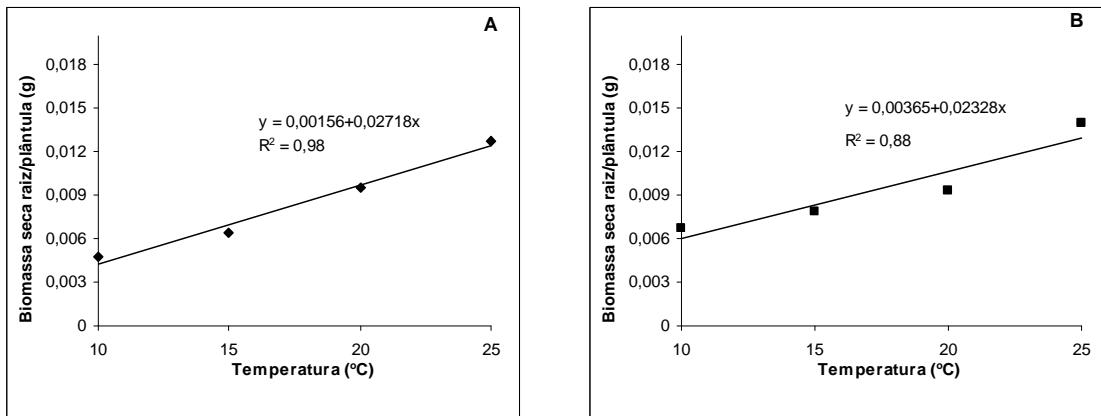 A
Biomassa seca raiz/plântula (g)
0,018
0,015
0,012
0,009
0,006
0,003
0
y = 0,00156+0,02718x
R² = 0,98
10
15
20
25
Temperatura (ºC)
B
Biomassa seca raiz/plântula (g)
0,018
0,015
0,012
0,009
0,006
0,003
0
y = 0,00365+0,02328x
R² = 0,88
10
15
20
25
Temperatura (ºC)